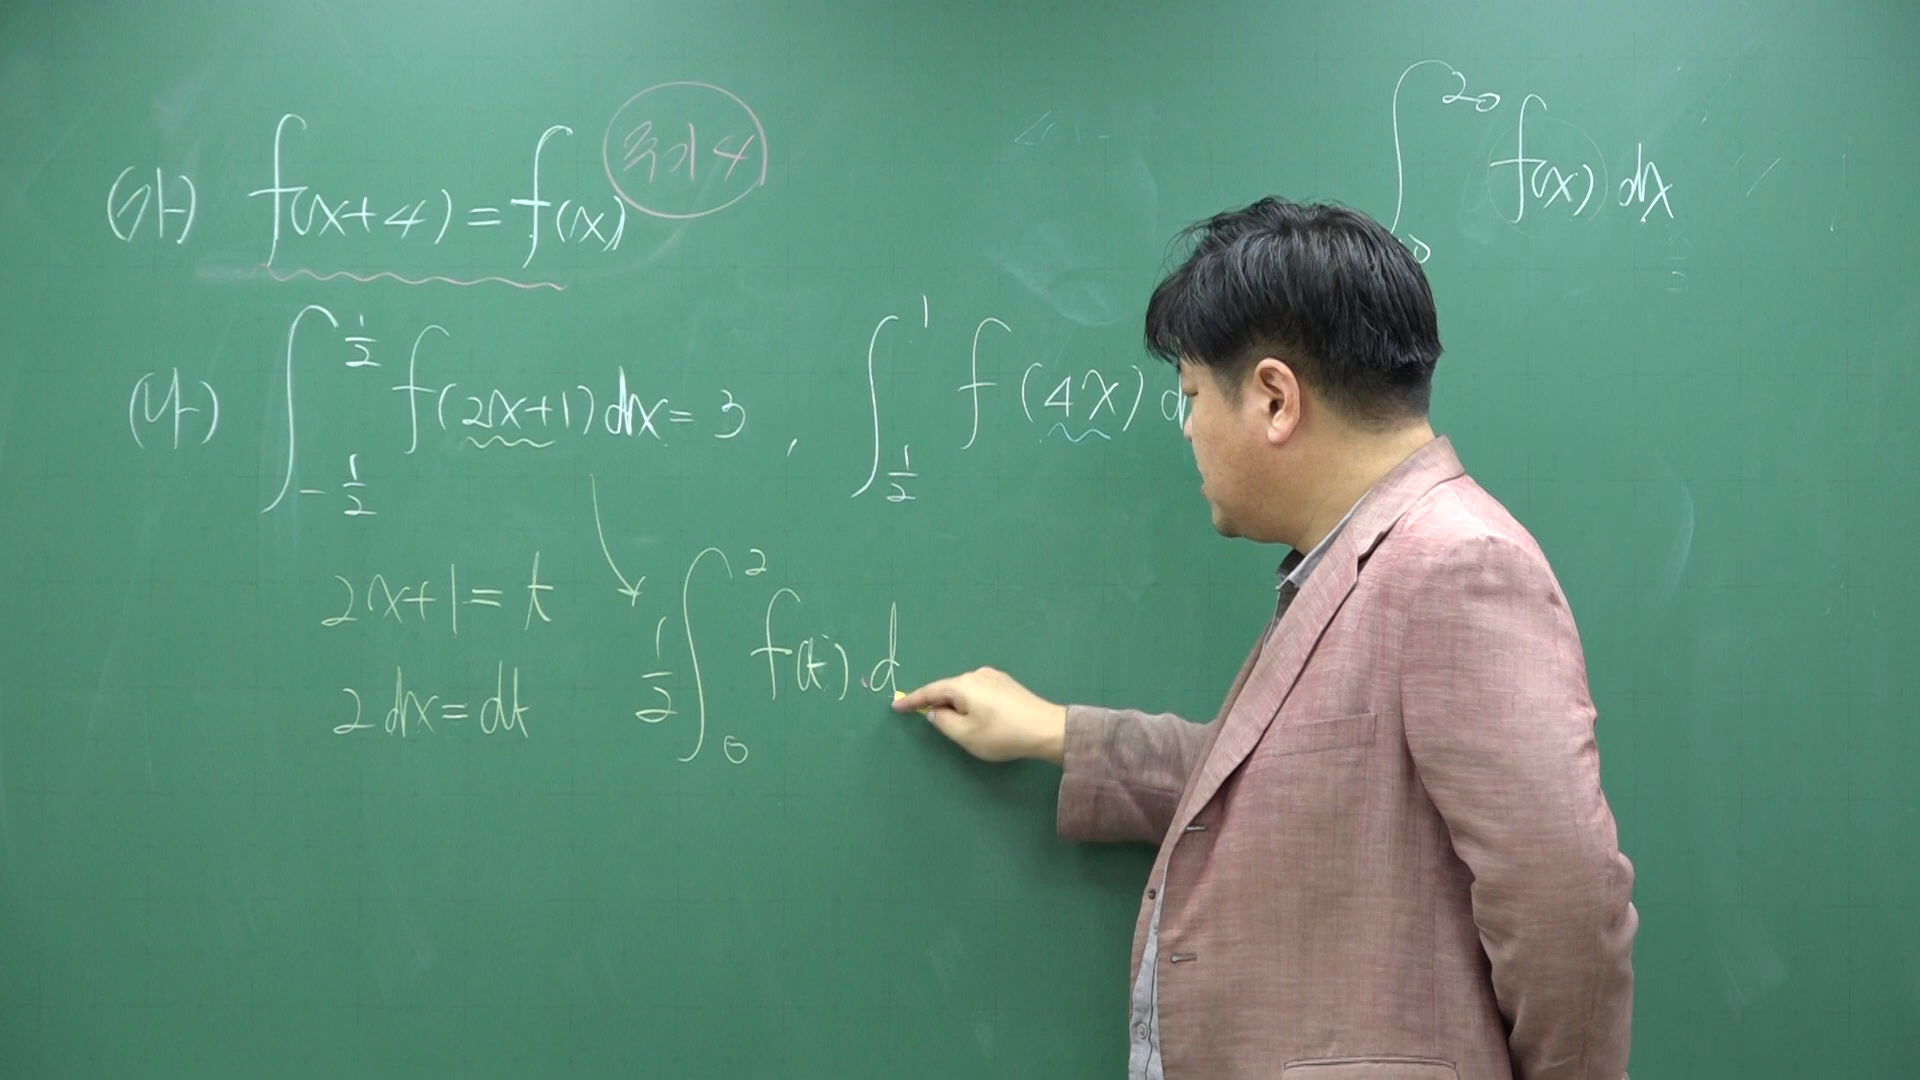 (가) f(x+4) = f(x) 주기 4
∫₀²⁰ f(x) dx
(나) ∫_{-1/2}^{1/2} f(2x+1)dx = 3 , ∫_{1/2}^{1} f(4x) d
2x+1 = t
2dx = dt
1/2 ∫₀² f(t) d